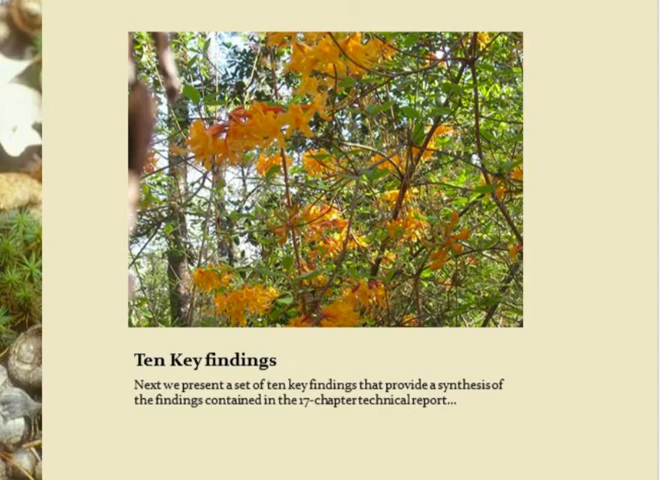 Ten Key findings
Next we present a set of ten key findings that provide a synthesis of
the findings contained in the 17-chapter technical report...